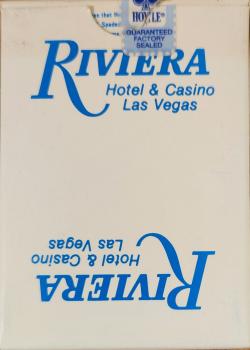 HOYLE®
GUARANTEED
FACTORY
SEALED
RIVIERA
Hotel & Casino
Las Vegas
RIVIERA
Hotel & Casino
Las Vegas